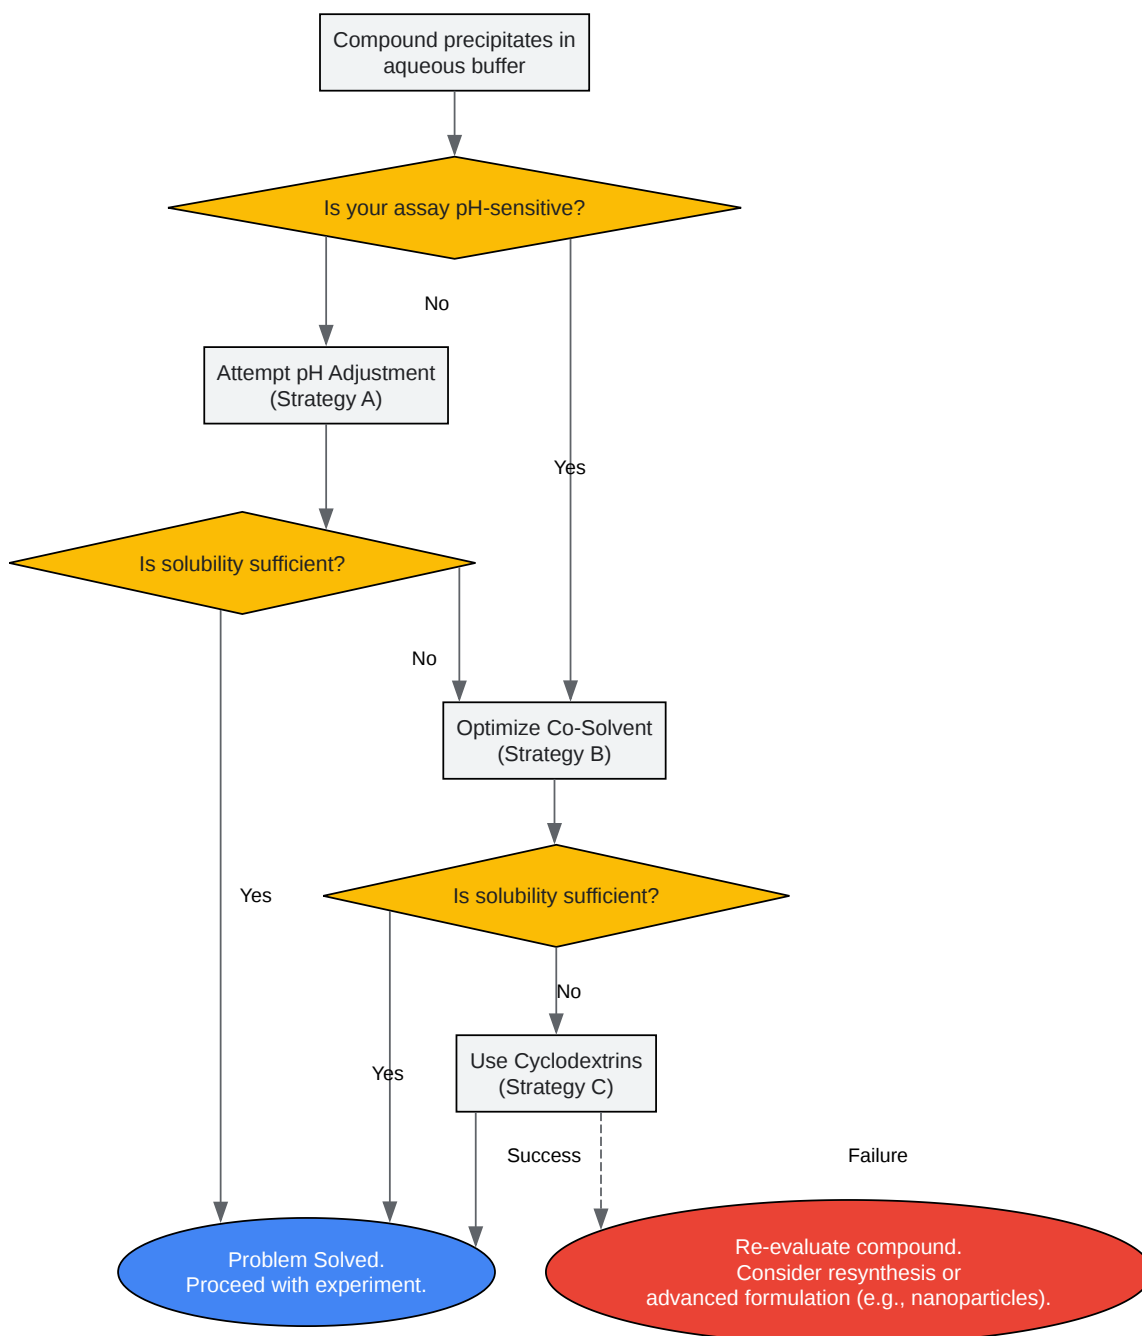 Compound precipitates in
aqueous buffer
Is your assay pH-sensitive?
No
Attempt pH Adjustment
(Strategy A)
Yes
Is solubility sufficient?
No
Optimize Co-Solvent
(Strategy B)
Yes
Is solubility sufficient?
No
Use Cyclodextrins
(Strategy C)
Yes
Success
Failure
Problem Solved.
Proceed with experiment.
Re-evaluate compound.
Consider resynthesis or
advanced formulation (e.g., nanoparticles).